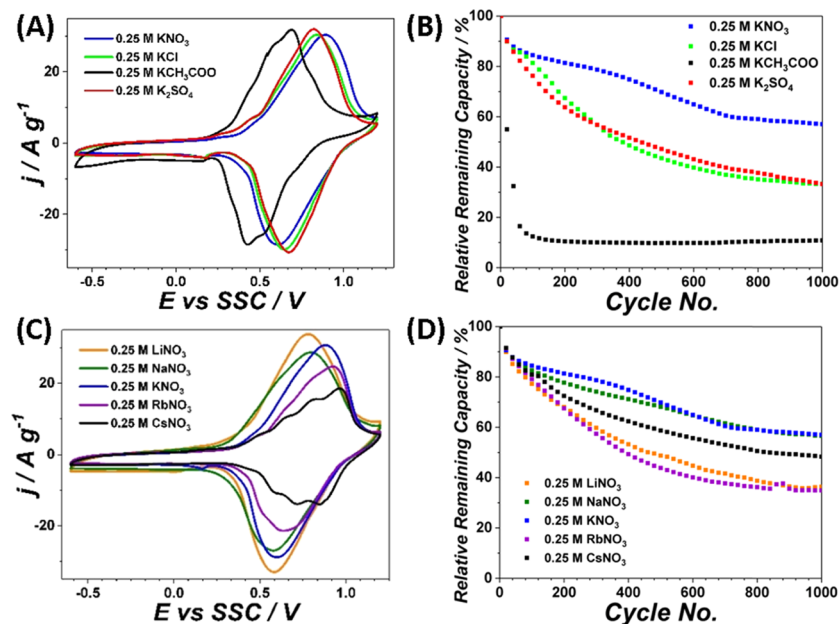 (A)
0.25 M KNO₃
0.25 M KCl
0.25 M KCH₃COO
0.25 M K₂SO₄
j / A g⁻¹
20
0
-20
-0.5 0.0 0.5 1.0
E vs SSC / V
(B)
0.25 M KNO₃
0.25 M KCl
0.25 M KCH₃COO
0.25 M K₂SO₄
Relative Remaining Capacity / %
100
80
60
40
20
0
0 200 400 600 800 1000
Cycle No.
(C)
0.25 M LiNO₃
0.25 M NaNO₃
0.25 M KNO₃
0.25 M RbNO₃
0.25 M CsNO₃
j / A g⁻¹
20
0
-20
-0.5 0.0 0.5 1.0
E vs SSC / V
(D)
Relative Remaining Capacity / %
100
80
60
40
20
0
0.25 M LiNO₃
0.25 M NaNO₃
0.25 M KNO₃
0.25 M RbNO₃
0.25 M CsNO₃
0 200 400 600 800 1000
Cycle No.